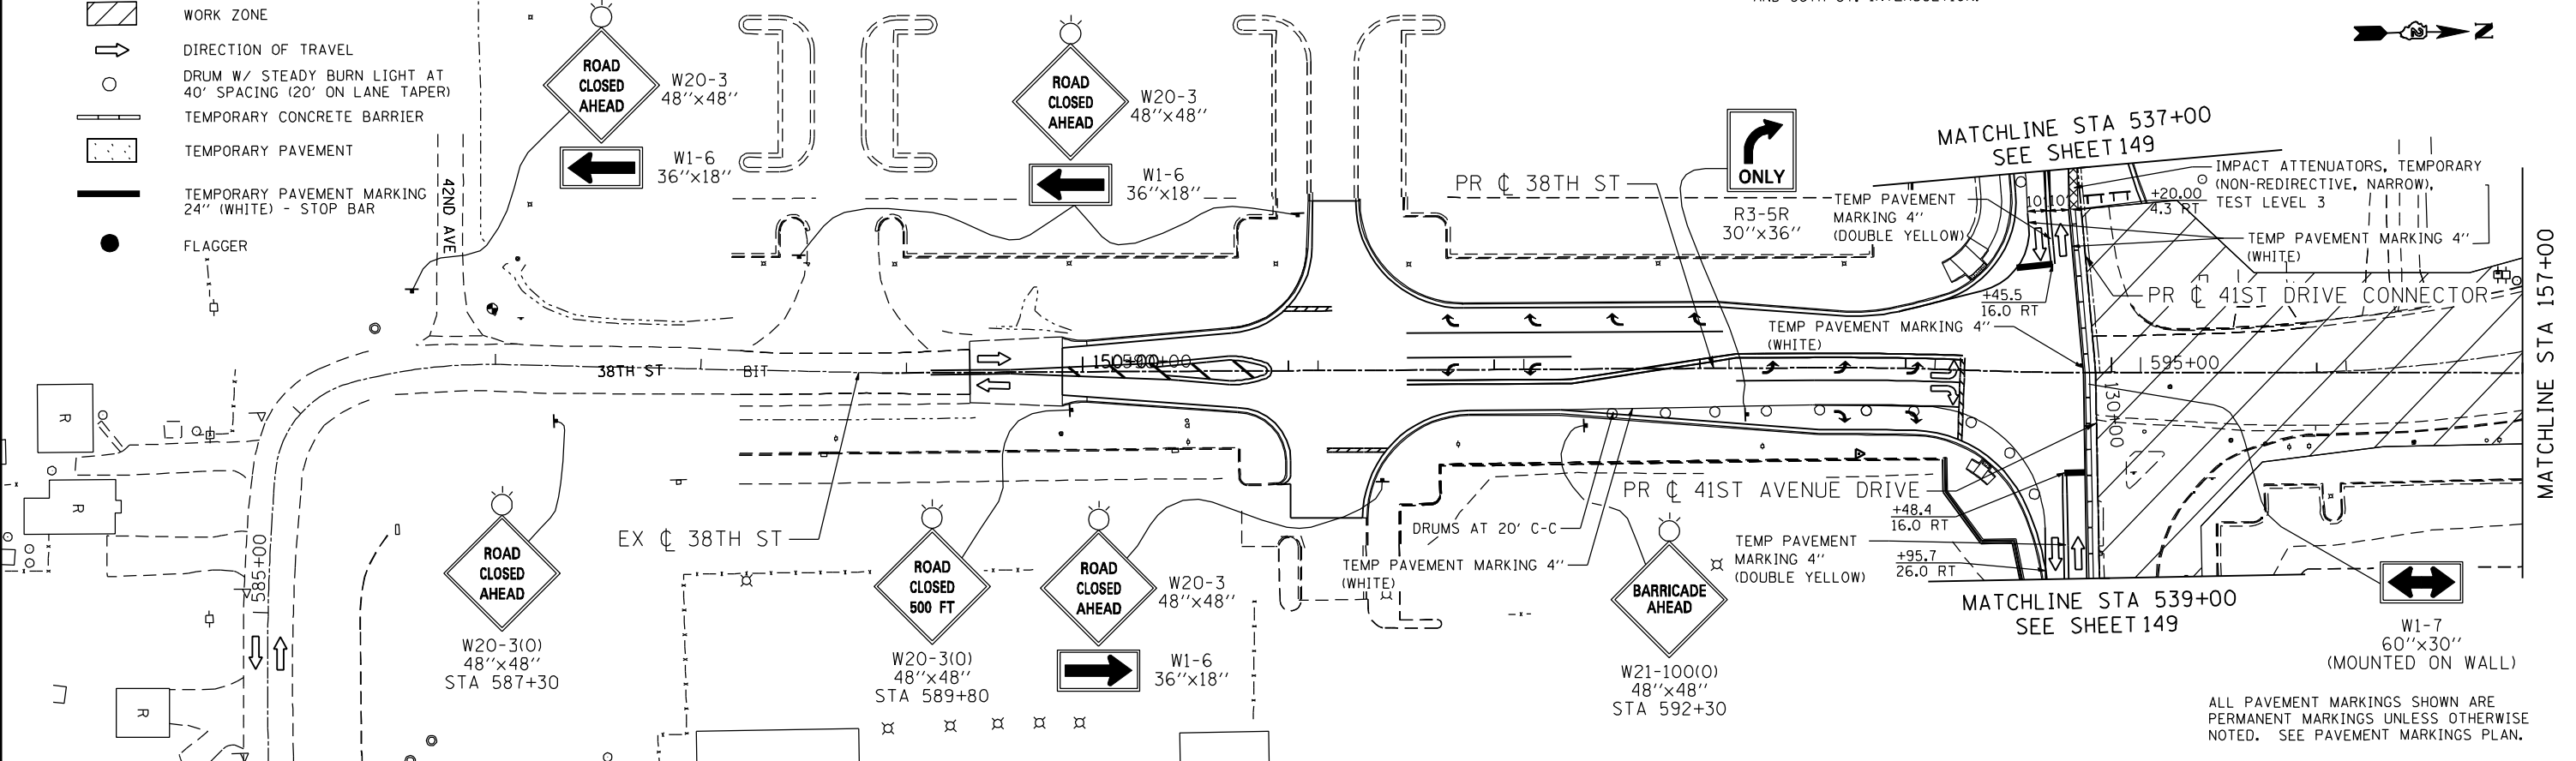 WORK ZONE
DIRECTION OF TRAVEL
DRUM W/ STEADY BURN LIGHT AT
40' SPACING (20' ON LANE TAPER)
TEMPORARY CONCRETE BARRIER
TEMPORARY PAVEMENT
TEMPORARY PAVEMENT MARKING
24'' (WHITE) - STOP BAR
FLAGGER
42ND AVE
ROAD
CLOSED
AHEAD
W20-3
48''x48''
W1-6
36''x18''
ROAD
CLOSED
AHEAD
W20-3
48''x48''
W1-6
36''x18''
ONLY
R3-5R
30''x36''
PR ℄ 38TH ST
N
MATCHLINE STA 537+00
SEE SHEET 149
IMPACT ATTENUATORS, TEMPORARY
(NON-REDIRECTIVE, NARROW),
TEST LEVEL 3
TEMP PAVEMENT
MARKING 4''
(DOUBLE YELLOW)
10'
10'
+20.00
4.3 RT
TEMP PAVEMENT MARKING 4''
(WHITE)
+45.5
16.0 RT
PR ℄ 41ST DRIVE CONNECTOR
TEMP PAVEMENT MARKING 4''
(WHITE)
MATCHLINE STA 157+00
38TH ST
BIT
595+00
130+00
585+00
R
R
R
EX ℄ 38TH ST
PR ℄ 41ST AVENUE DRIVE
DRUMS AT 20' C-C
TEMP PAVEMENT MARKING 4''
(WHITE)
+48.4
16.0 RT
TEMP PAVEMENT
MARKING 4''
(DOUBLE YELLOW)
+95.7
26.0 RT
ROAD
CLOSED
AHEAD
W20-3(O)
48''x48''
STA 587+30
ROAD
CLOSED
500 FT
W20-3(O)
48''x48''
STA 589+80
ROAD
CLOSED
AHEAD
W20-3
48''x48''
W1-6
36''x18''
BARRICADE
AHEAD
W21-100(O)
48''x48''
STA 592+30
MATCHLINE STA 539+00
SEE SHEET 149
W1-7
60''x30''
(MOUNTED ON WALL)
ALL PAVEMENT MARKINGS SHOWN ARE
PERMANENT MARKINGS UNLESS OTHERWISE
NOTED. SEE PAVEMENT MARKINGS PLAN.